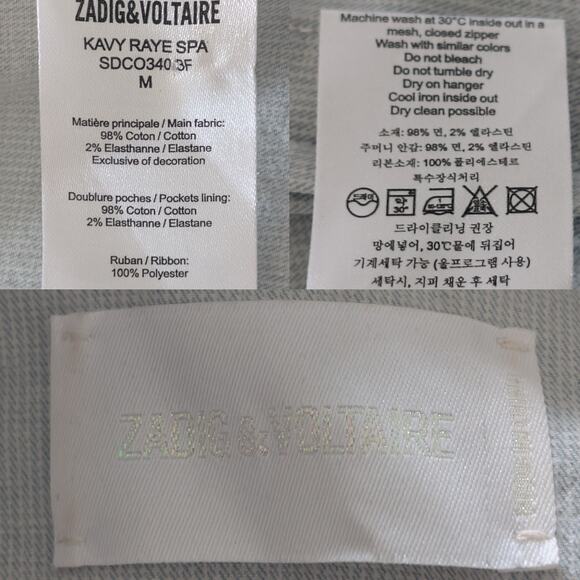 ZADIG&VOLTAIRE
KAVY RAYE SPA
SDCO340 3F
M
Matière principale / Main fabric:
98% Coton / Cotton
2% Elasthanne / Elastane
Exclusive of decoration
Doublure poches / Pockets lining:
98% Coton / Cotton
2% Elasthanne / Elastane
Ruban / Ribbon:
100% Polyester
Machine wash at 30°C inside out in a
mesh, closed zipper
Wash with similar colors
Do not bleach
Do not tumble dry
Dry on hanger
Cool iron inside out
Dry clean possible
소재: 98% 면, 2% 엘라스틴
주머니 안감: 98% 면, 2% 엘라스틴
리본소재: 100% 폴리에스테르
특수장식처리
드라이
약
30°
드라이클리닝 권장
망에넣어, 30℃물에 뒤집어
기계세탁 가능 (울프로그램 사용)
세탁시, 지퍼 채운 후 세탁
ZADIG&VOLTAIRE